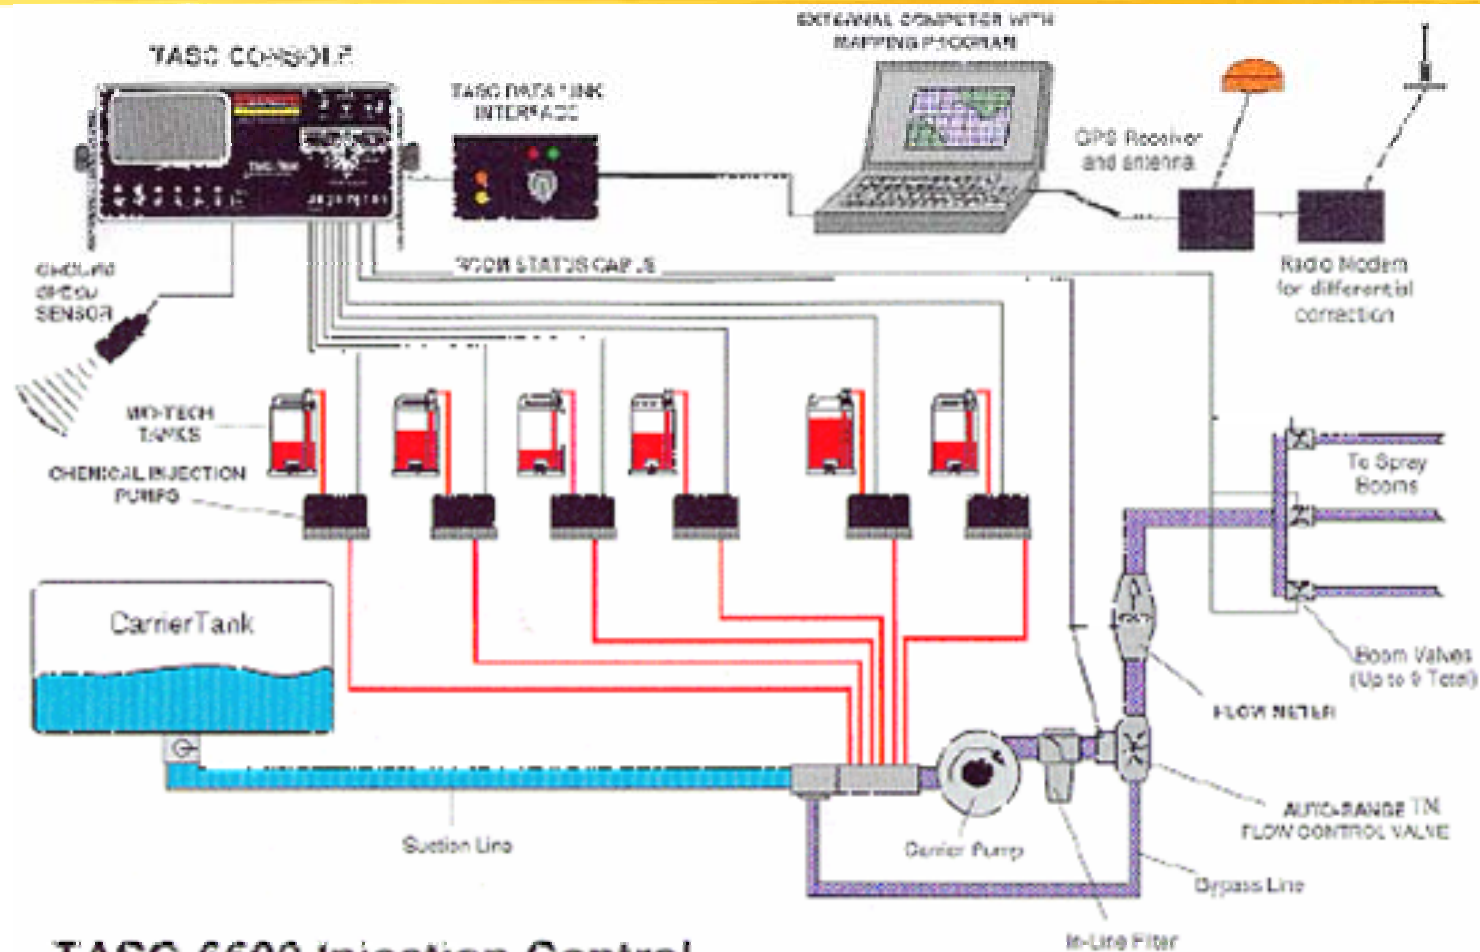 EXTERNAL COMPUTER WITH
MAPPING PROGRAM
TASC CONSOLE
TASC DATA LINK
INTERFACE
GPS Receiver
and antenna
BOOM STATUS CABLE
GROUND
SPEED
SENSOR
Radio Modem
for differential
correction
TANKS
CHEMICAL INJECTION
PUMPS
To Spray
Booms
Carrier Tank
Boom Valves
(Up to 9 Total)
FLOW METER
AUTO-RANGE TM
FLOW CONTROL VALVE
Suction Line
Carrier Pump
Bypass Line
In-Line Filter
Injection Control